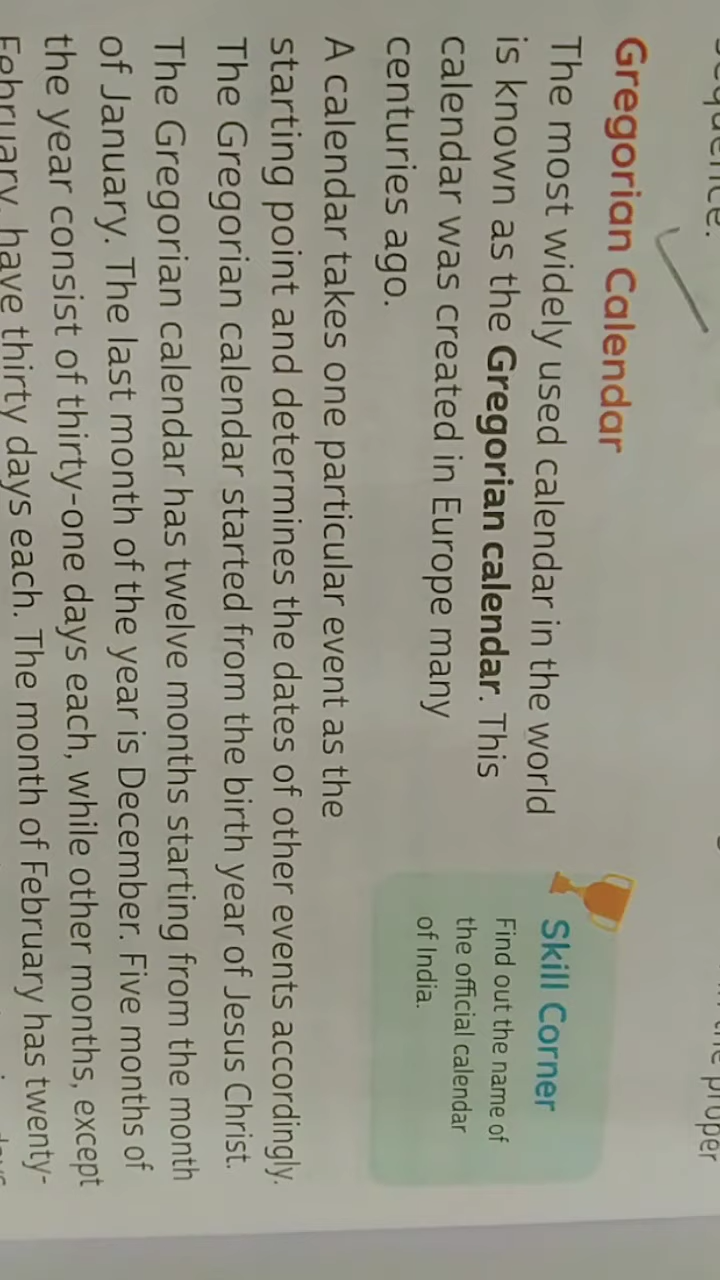 Gregorian Calendar
The most widely used calendar in the world
is known as the Gregorian calendar. This
calendar was created in Europe many
centuries ago.
Skill Corner
Find out the name of
the official calendar
of India.
A calendar takes one particular event as the
starting point and determines the dates of other events accordingly.
The Gregorian calendar started from the birth year of Jesus Christ.
The Gregorian calendar has twelve months starting from the month
of January. The last month of the year is December. Five months of
the year consist of thirty-one days each, while other months, except
February, have thirty days each. The month of February has twenty-